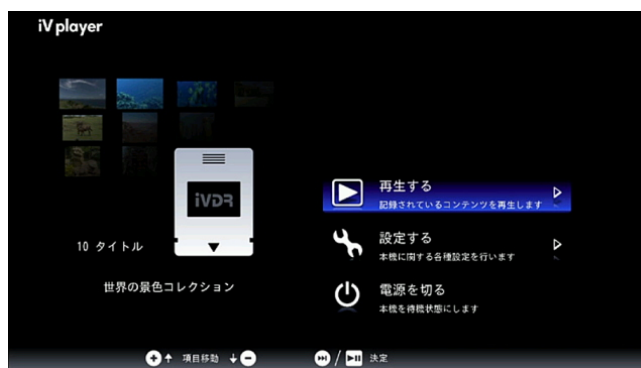 iV player
iVDR
10 タイトル
世界の景色コレクション
再生する
記録されているコンテンツを再生します
設定する
本機に関する各種設定を行います
電源を切る
本機を待機状態にします
項目移動
/ 決定